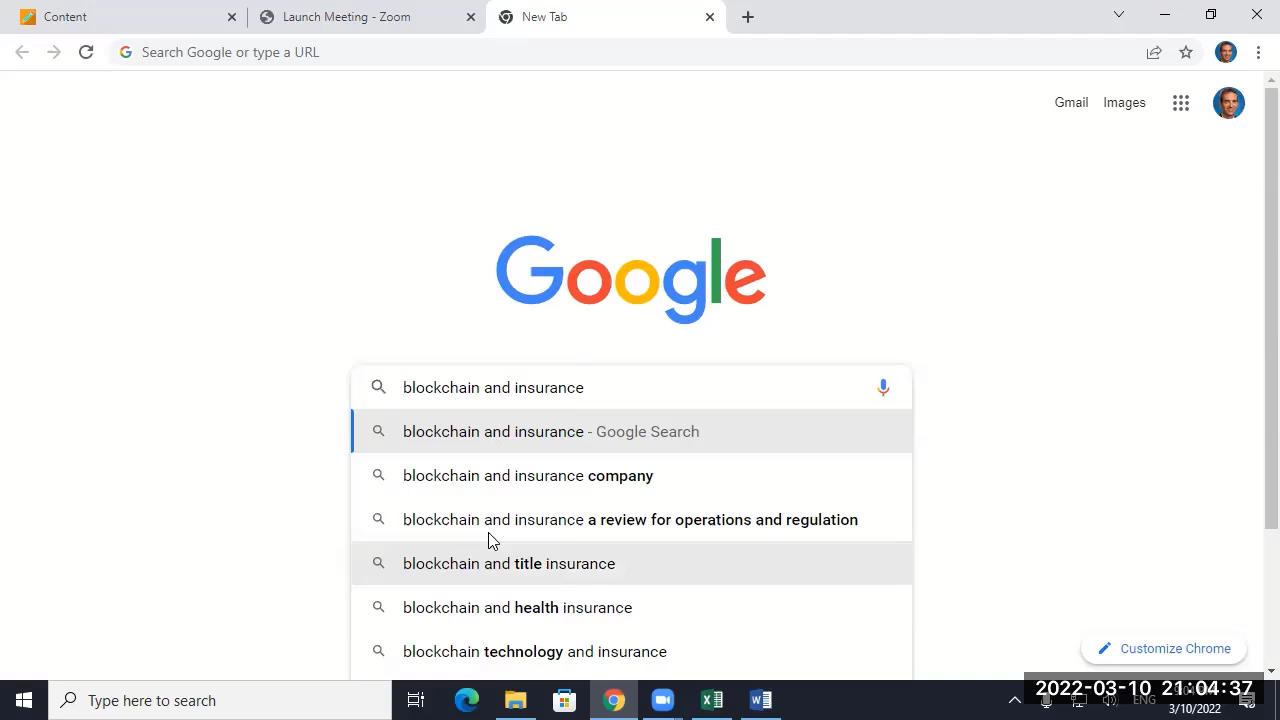 Content
Launch Meeting - Zoom
New Tab
Search Google or type a URL
Gmail Images
Google
blockchain and insurance
blockchain and insurance - Google Search
blockchain and insurance company
blockchain and insurance a review for operations and regulation
blockchain and title insurance
blockchain and health insurance
blockchain technology and insurance
Customize Chrome
Type here to search
2022-03-10 21:04:37
ENG
3/10/2022